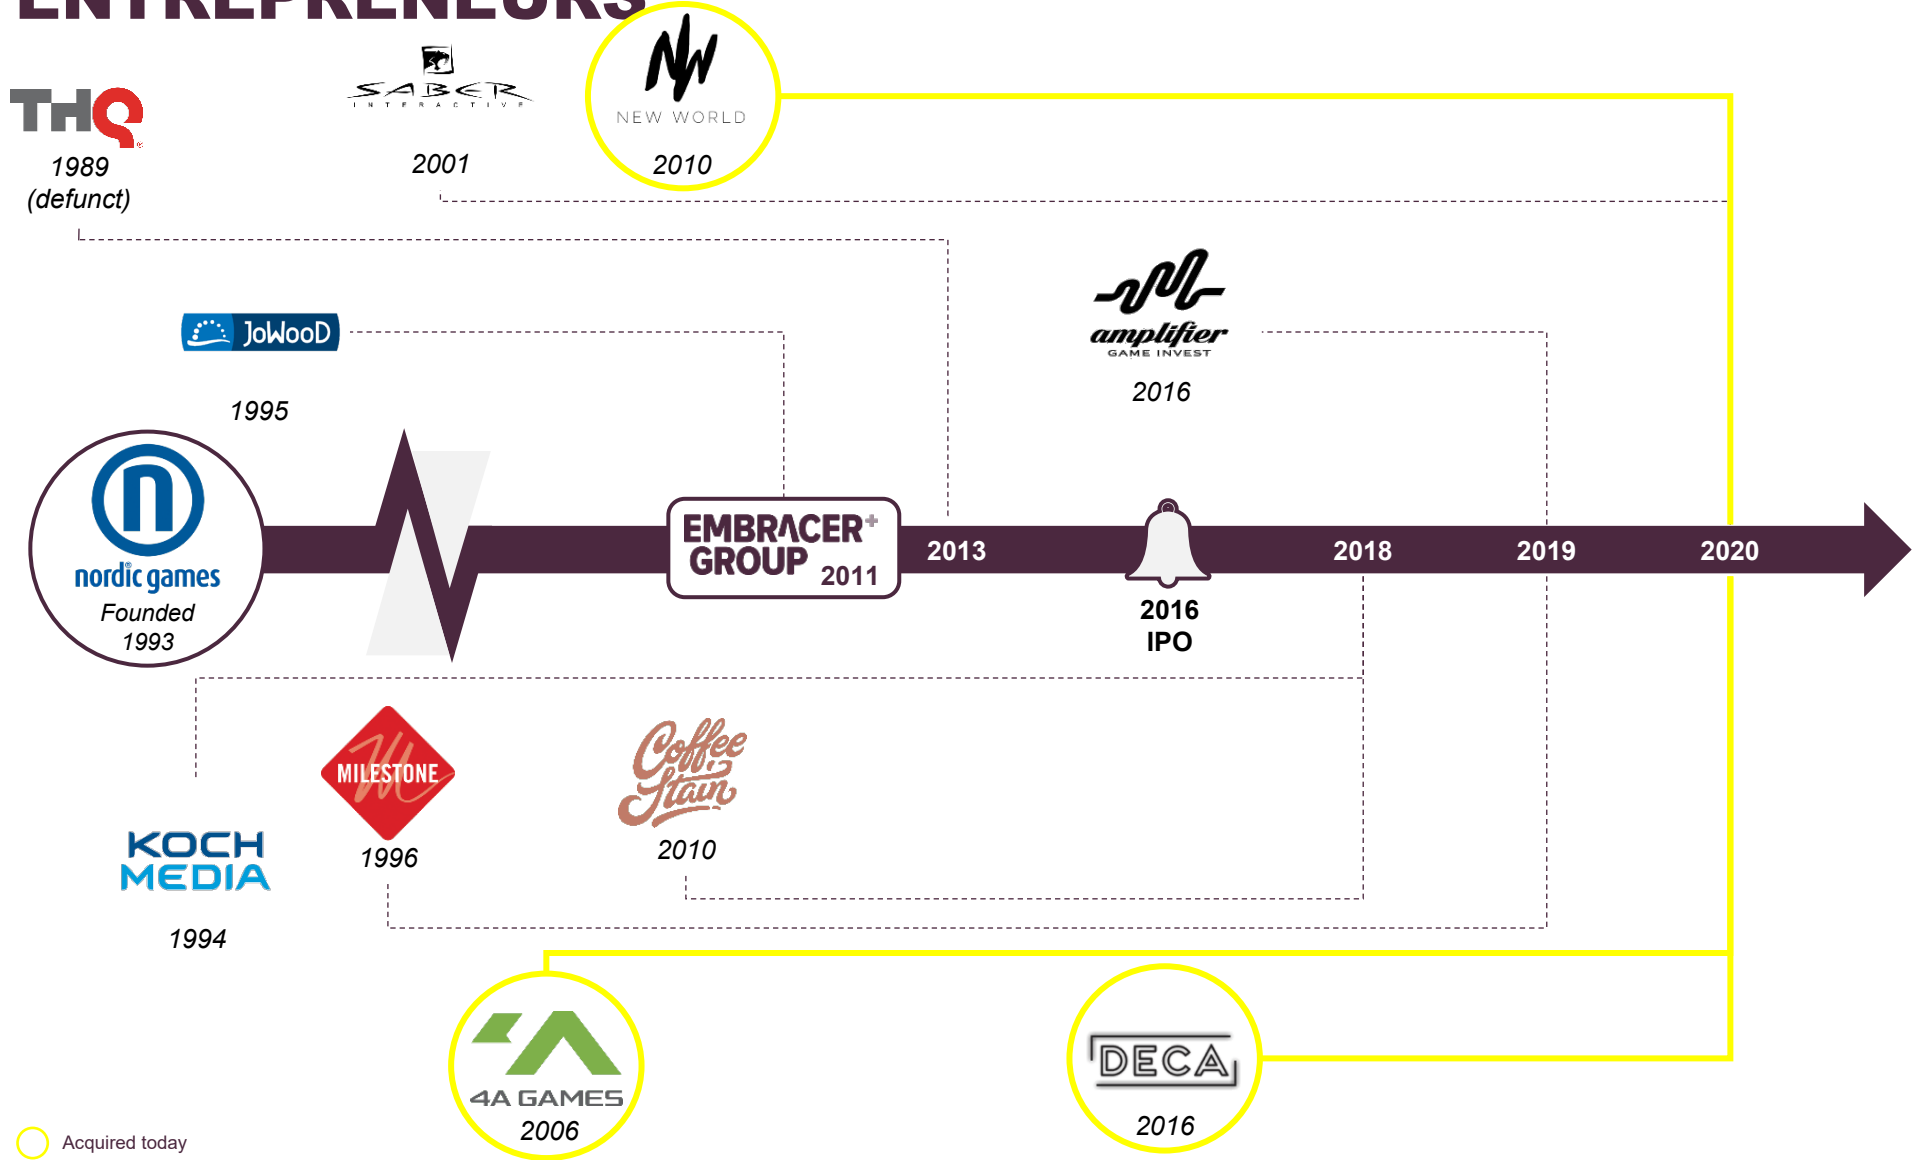 ENTREPRENEURS
THQ
®
1989
(defunct)
SABER
INTERACTIVE
2001
NW
NEW WORLD
2010
JoWooD
1995
amplifier
GAME INVEST
2016
n
nordic games
Founded
1993
EMBRACER+
GROUP 2011
2013
2016
IPO
2018
2019
2020
KOCH
MEDIA
1994
M
MILESTONE
1996
Coffee
Stain
2010
4A GAMES
2006
DECA
2016
Acquired today